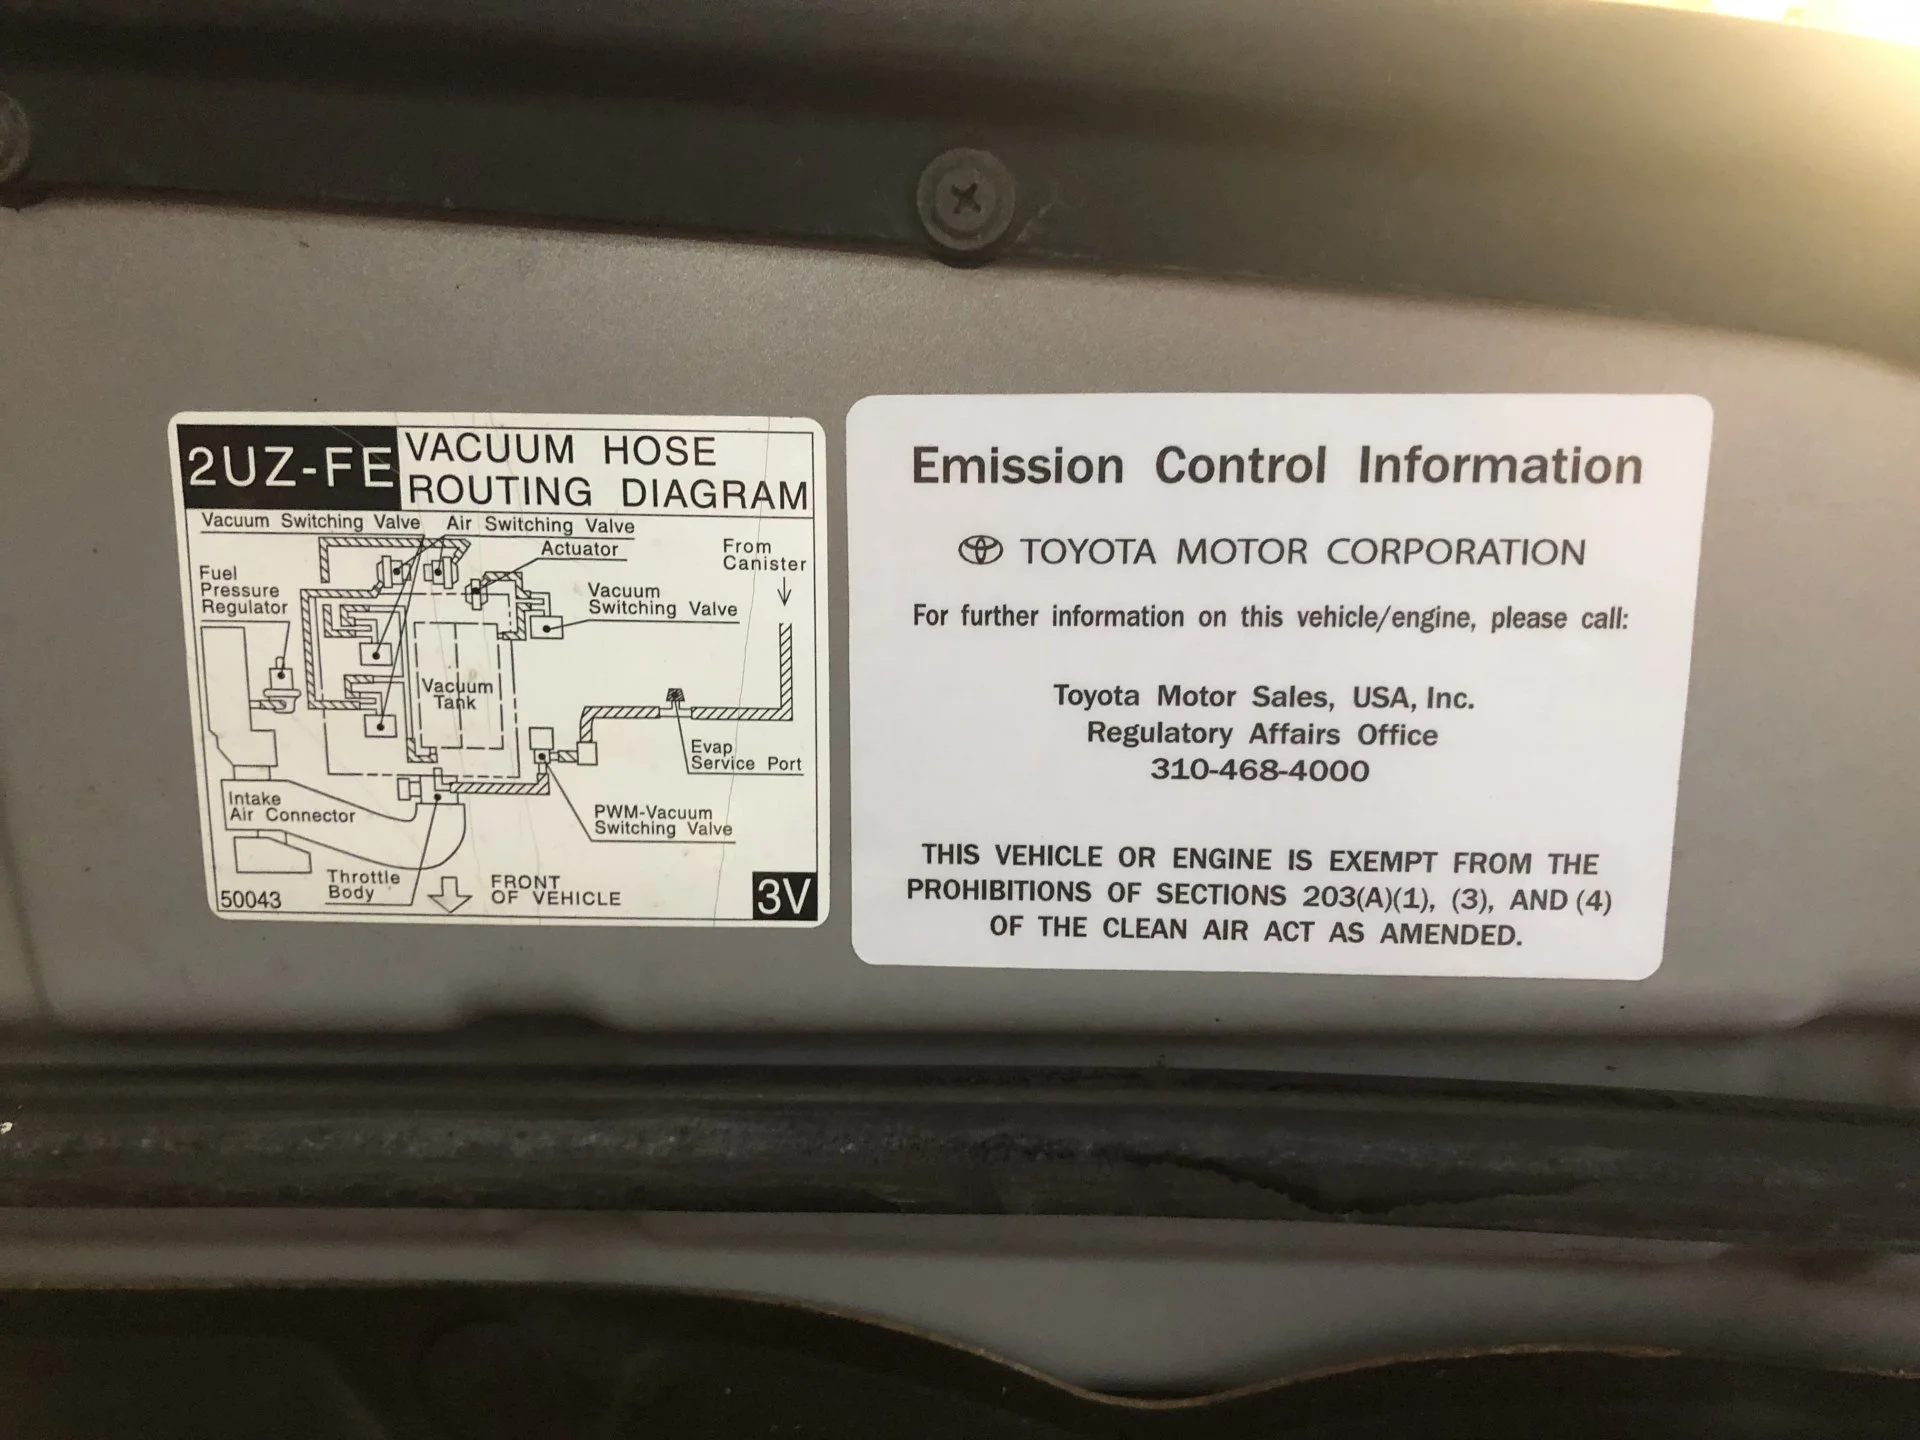 2UZ-FE
VACUUM HOSE
ROUTING DIAGRAM
Vacuum Switching Valve
Air Switching Valve
Actuator
From
Canister
Fuel
Pressure
Regulator
Vacuum
Switching Valve
Vacuum
Tank
Evap
Service Port
Intake
Air Connector
PWM-Vacuum
Switching Valve
Throttle
Body
FRONT
OF VEHICLE
50043
3V
Emission Control Information
TOYOTA MOTOR CORPORATION
For further information on this vehicle/engine, please call:
Toyota Motor Sales, USA, Inc.
Regulatory Affairs Office
310-468-4000
THIS VEHICLE OR ENGINE IS EXEMPT FROM THE
PROHIBITIONS OF SECTIONS 203(A)(1), (3), AND (4)
OF THE CLEAN AIR ACT AS AMENDED.